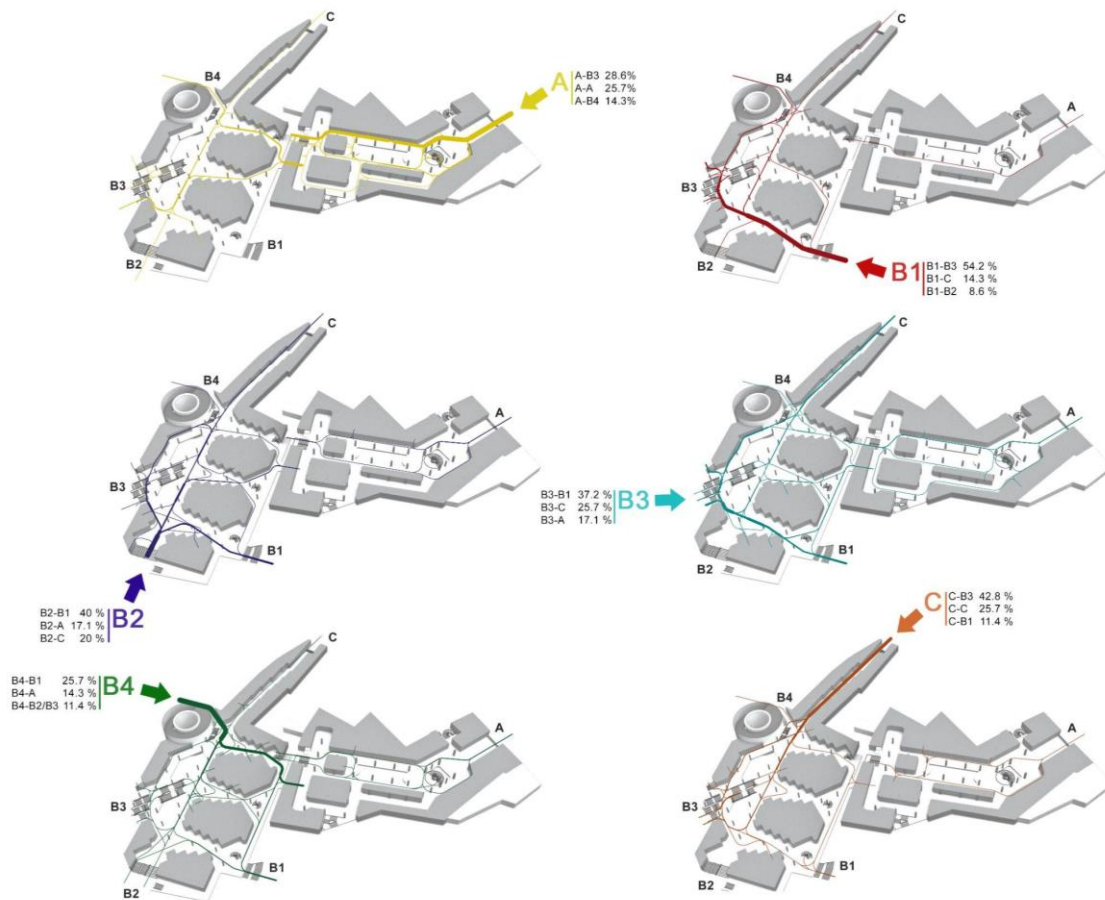 C
B4
B3
B2
B1
A
A-B3 28.6%
A-A 25.7%
A-B4 14.3%
C
B4
A
B3
B2
B1
B1-B3 54.2 %
B1-C 14.3 %
B1-B2 8.6 %
C
B4
A
B3
B1
B2-B1 40 %
B2-A 17.1 %
B2-C 20 %
B2
C
B4
A
B3-B1 37.2 %
B3-C 25.7 %
B3-A 17.1 %
B3
B3
B1
B2
B4-B1 25.7 %
B4-A 14.3 %
B4-B2/B3 11.4 %
B4
C
A
B3
B1
B2
C
C-B3 42.8 %
C-C 25.7 %
C-B1 11.4 %
B4
A
B3
B1
B2